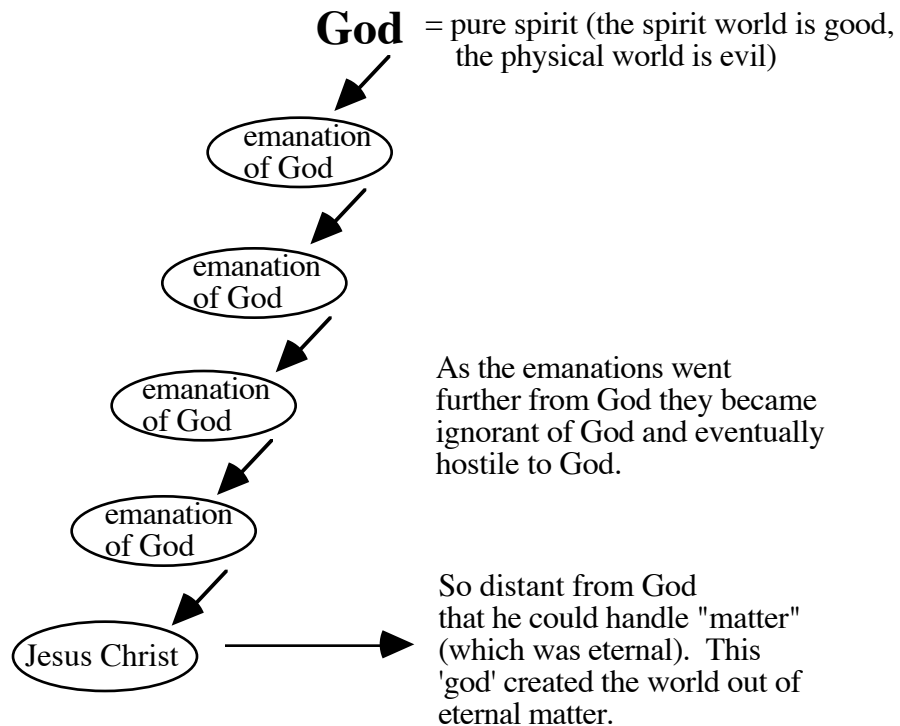 God = pure spirit (the spirit world is good,
the physical world is evil)
emanation
of God
emanation
of God
emanation
of God
As the emanations went
further from God they became
ignorant of God and eventually
hostile to God.
emanation
of God
Jesus Christ
So distant from God
that he could handle "matter"
(which was eternal).  This
'god' created the world out of
eternal matter.